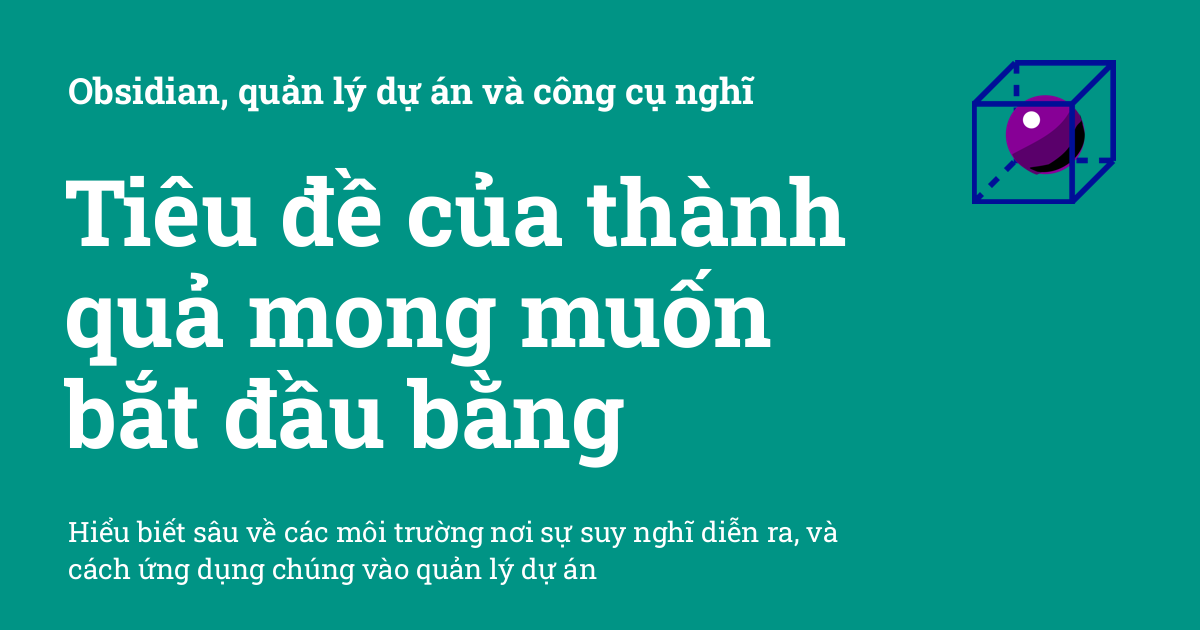 Obsidian, quản lý dự án và công cụ nghĩ
Tiêu đề của thành
quả mong muốn
bắt đầu bằng
Hiểu biết sâu về các môi trường nơi sự suy nghĩ diễn ra, và
cách ứng dụng chúng vào quản lý dự án